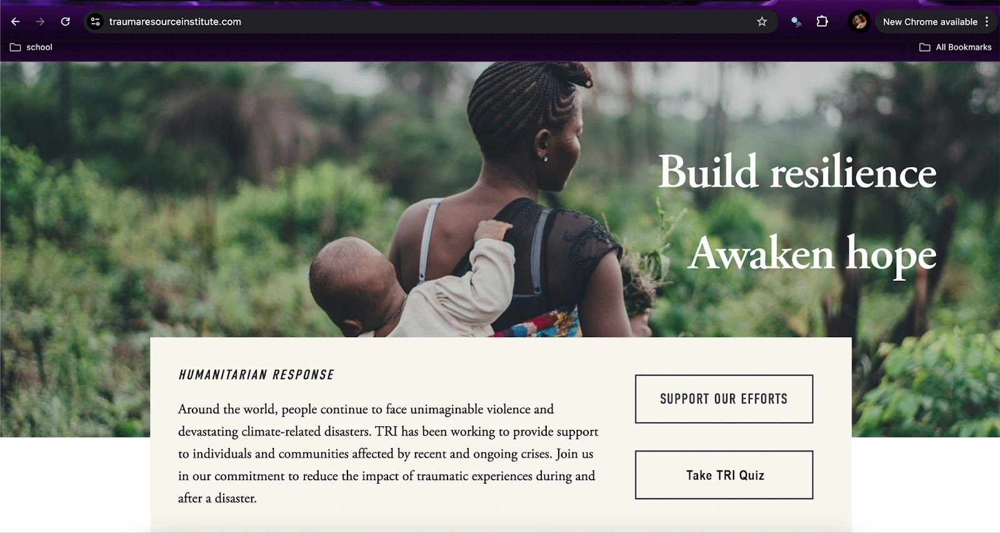 traumaresourceinstitute.com
New Chrome available
school
All Bookmarks
Build resilience
Awaken hope
HUMANITARIAN RESPONSE
Around the world, people continue to face unimaginable violence and
devastating climate-related disasters. TRI has been working to provide support
to individuals and communities affected by recent and ongoing crises. Join us
in our commitment to reduce the impact of traumatic experiences during and
after a disaster.
SUPPORT OUR EFFORTS
Take TRI Quiz